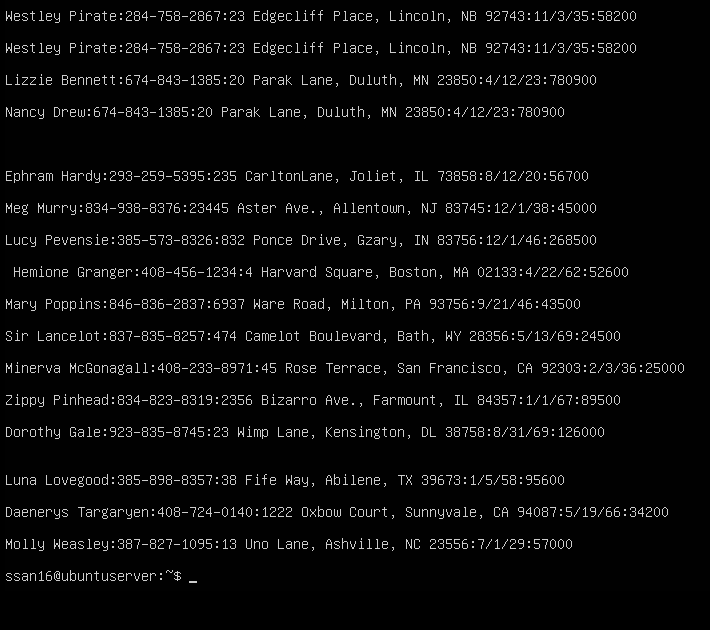 Westley Pirate:284-758-2867:23 Edgecliff Place, Lincoln, NB 92743:11/3/35:58200
Westley Pirate:284-758-2867:23 Edgecliff Place, Lincoln, NB 92743:11/3/35:58200
Lizzie Bennett:674-843-1385:20 Parak Lane, Duluth, MN 23850:4/12/23:780900
Nancy Drew:674-843-1385:20 Parak Lane, Duluth, MN 23850:4/12/23:780900
Ephram Hardy:293-259-5395:235 CarltonLane, Joliet, IL 73858:8/12/20:56700
Meg Murry:834-938-8376:23445 Aster Ave., Allentown, NJ 83745:12/1/38:45000
Lucy Pevensie:385-573-8326:832 Ponce Drive, Gzary, IN 83756:12/1/46:268500
Hemione Granger:408-456-1234:4 Harvard Square, Boston, MA 02133:4/22/62:52600
Mary Poppins:846-836-2837:6937 Ware Road, Milton, PA 93756:9/21/46:43500
Sir Lancelot:837-835-8257:474 Camelot Boulevard, Bath, WY 28356:5/13/69:24500
Minerva McGonagall:408-233-8971:45 Rose Terrace, San Francisco, CA 92303:2/3/36:25000
Zippy Pinhead:834-823-8319:2356 Bizarro Ave., Farmount, IL 84357:1/1/67:89500
Dorothy Gale:923-835-8745:23 Wimp Lane, Kensington, DL 38758:8/31/69:126000
Luna Lovegood:385-898-8357:38 Fife Way, Abilene, TX 39673:1/5/58:95600
Daenerys Targaryen:408-724-0140:1222 Oxbow Court, Sunnyvale, CA 94087:5/19/66:34200
Molly Weasley:387-827-1095:13 Uno Lane, Ashville, NC 23556:7/1/29:57000
ssan16@ubuntuserver:~$ _